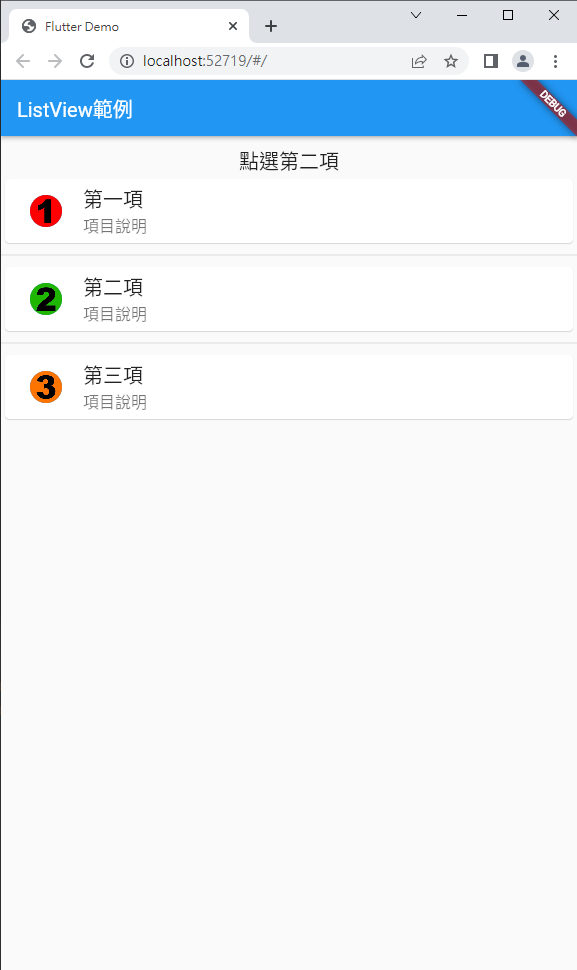 Flutter Demo
localhost:52719/#/
ListView範例
DEBUG
點選第二項
1
第一項
項目說明
2
第二項
項目說明
3
第三項
項目說明